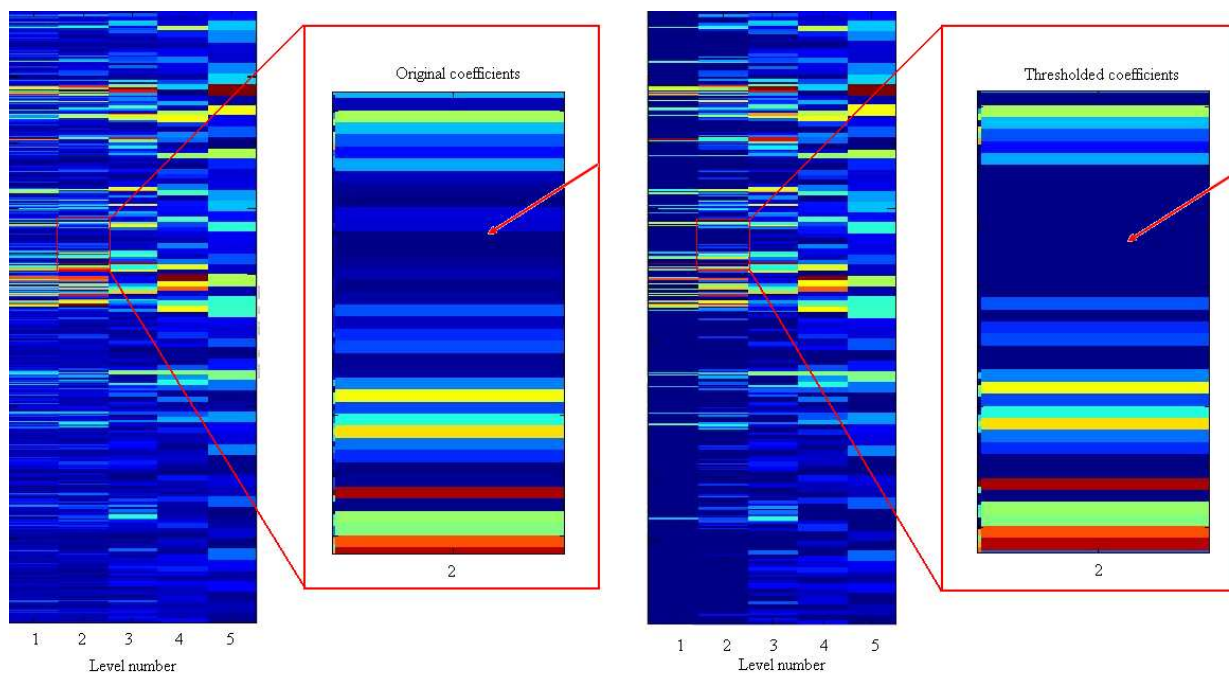 Original coefficients
2
1 2 3 4 5
Level number
Thresholded coefficients
2
1 2 3 4 5
Level number